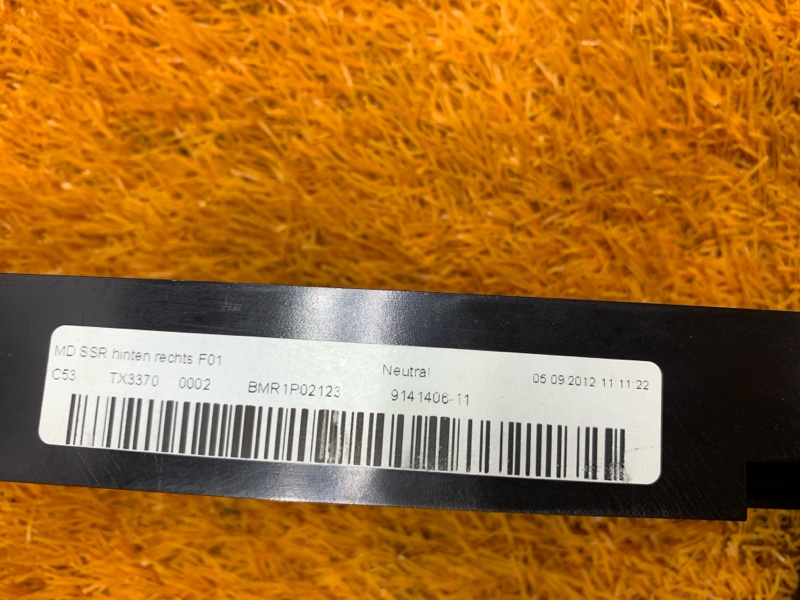 MD SSR hinten rechts F01 Neutral 05.09.2012 11:11:22
C53 TX3370 0002 BMR1P02123 9141406-11